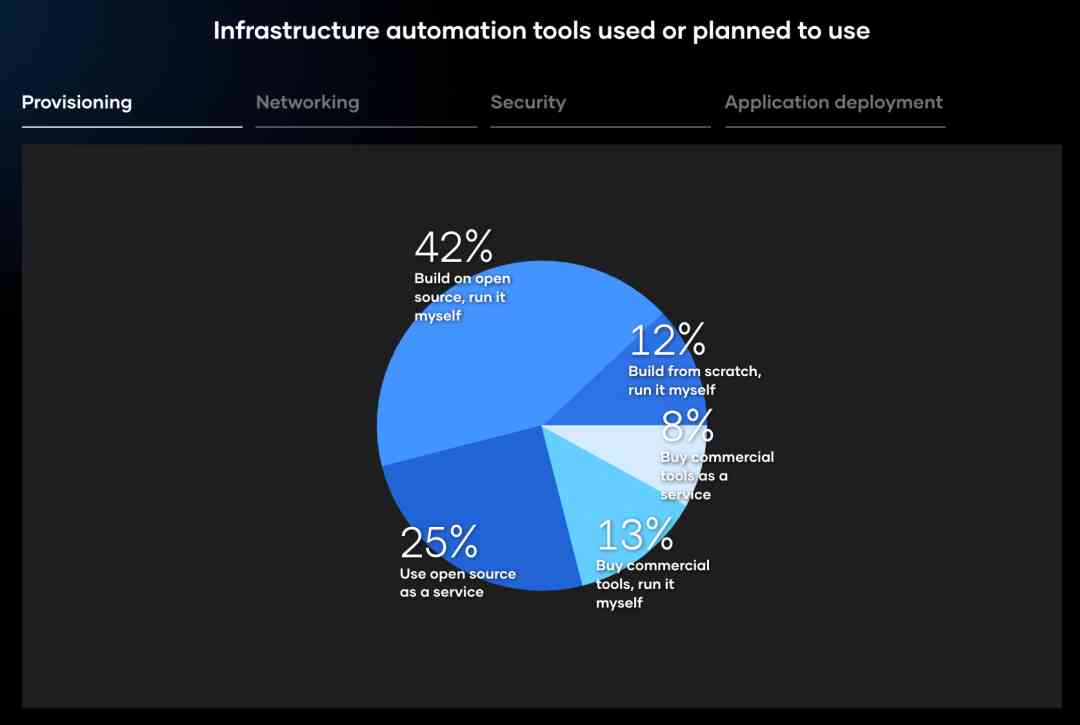 Infrastructure automation tools used or planned to use
Provisioning
Networking
Security
Application deployment
42%
Build on open
source, run it
myself
12%
Build from scratch,
run it myself
8%
Buy commercial
tools as a
service
13%
Buy commercial
tools, run it
myself
25%
Use open source
as a service